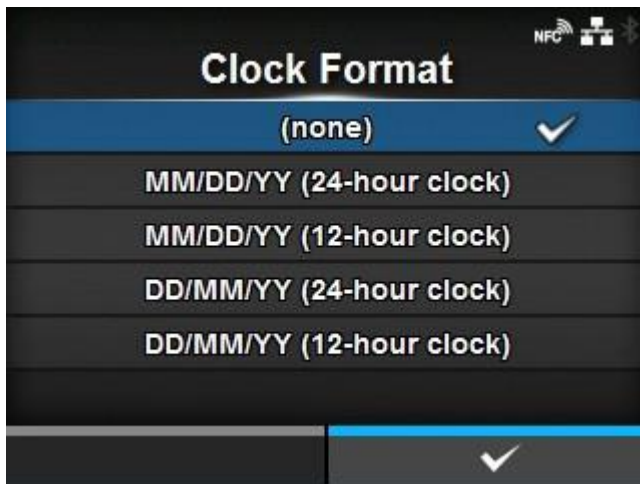 NFC
Clock Format
(none)
MM/DD/YY (24-hour clock)
MM/DD/YY (12-hour clock)
DD/MM/YY (24-hour clock)
DD/MM/YY (12-hour clock)